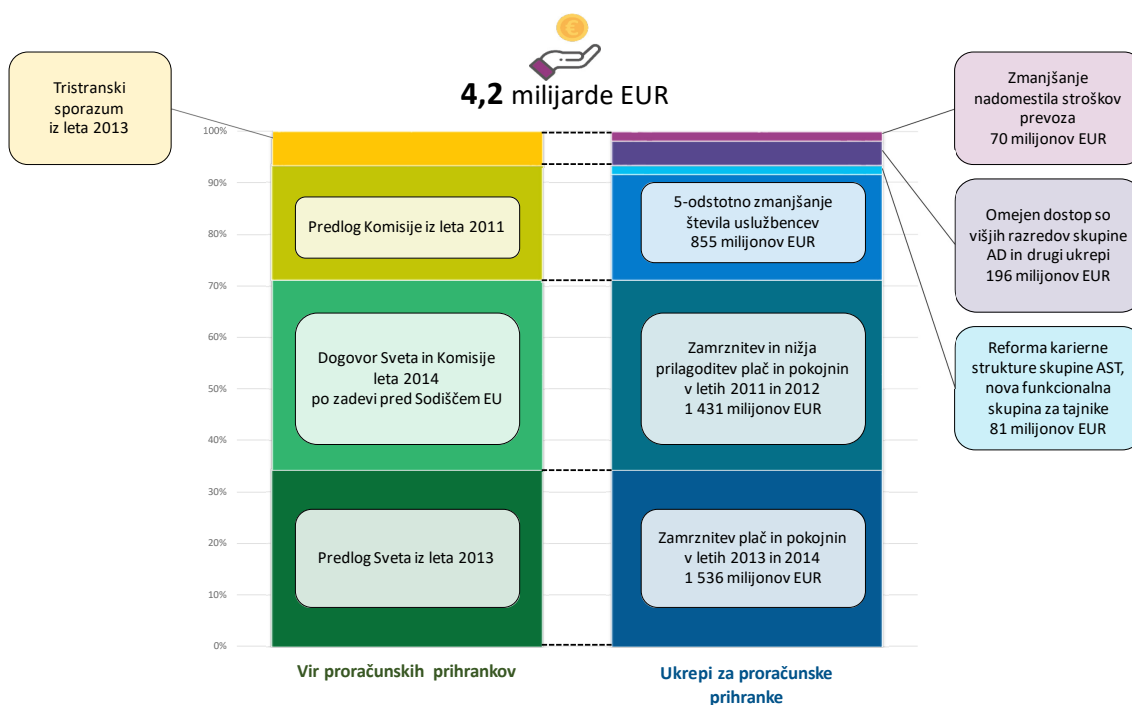 4,2 milijarde EUR
Tristranski
sporazum
iz leta 2013
100%
90%
80%
70%
60%
50%
40%
30%
20%
10%
0%
Predlog Komisije iz leta 2011
Dogovor Sveta in Komisije
leta 2014
po zadevi pred Sodiščem EU
Predlog Sveta iz leta 2013
Vir proračunskih prihrankov
5-odstotno zmanjšanje
števila uslužbencev
855 milijonov EUR
Zamrznitev in nižja
prilagoditev plač in pokojnin
v letih 2011 in 2012
1 431 milijonov EUR
Zamrznitev plač in pokojnin
v letih 2013 in 2014
1 536 milijonov EUR
Ukrepi za proračunske
prihranke
Zmanjšanje
nadomestila stroškov
prevoza
70 milijonov EUR
Omejen dostop so
višjih razredov skupine
AD in drugi ukrepi
196 milijonov EUR
Reforma karierne
strukture skupine AST,
nova funkcionalna
skupina za tajnike
81 milijonov EUR